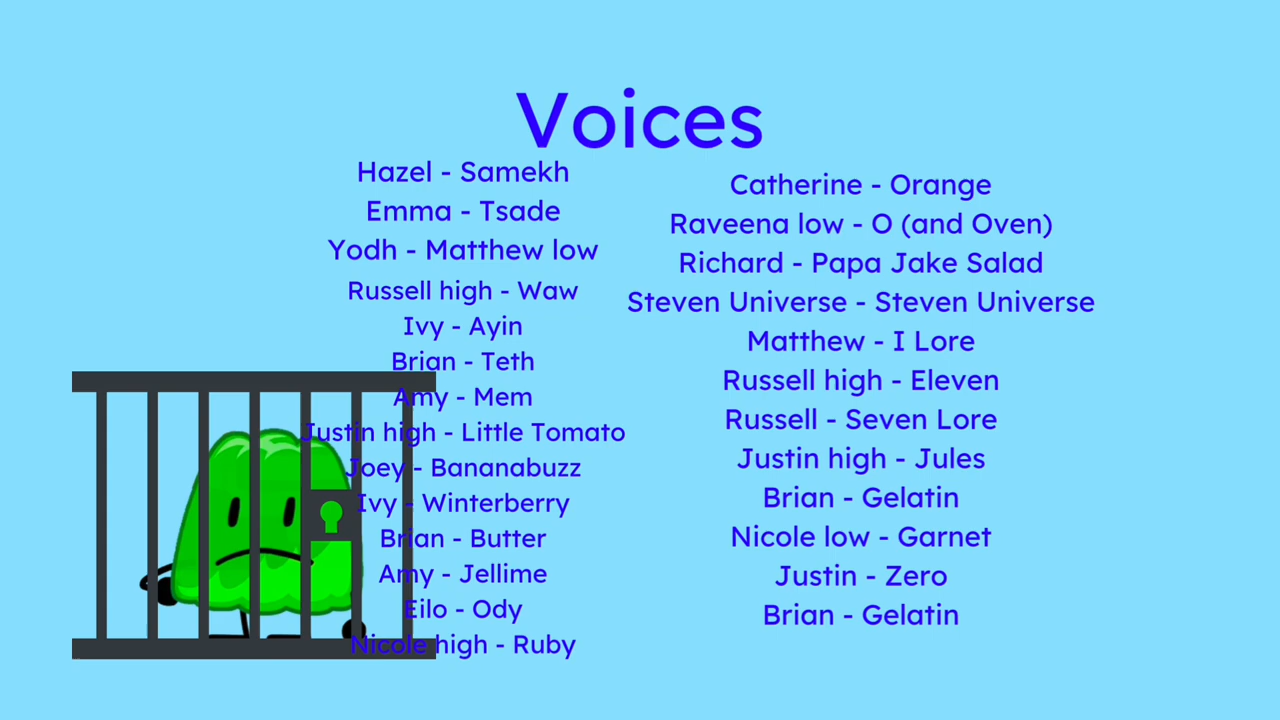 Voices
Hazel - Samekh
Emma - Tsade
Yodh - Matthew low
Russell high - Waw
Ivy - Ayin
Brian - Teth
Amy - Mem
Justin high - Little Tomato
Joey - Bananabuzz
Ivy - Winterberry
Brian - Butter
Amy - Jellime
Eilo - Ody
Nicole high - Ruby
Catherine - Orange
Raveena low - O (and Oven)
Richard - Papa Jake Salad
Steven Universe - Steven Universe
Matthew - I Lore
Russell high - Eleven
Russell - Seven Lore
Justin high - Jules
Brian - Gelatin
Nicole low - Garnet
Justin - Zero
Brian - Gelatin